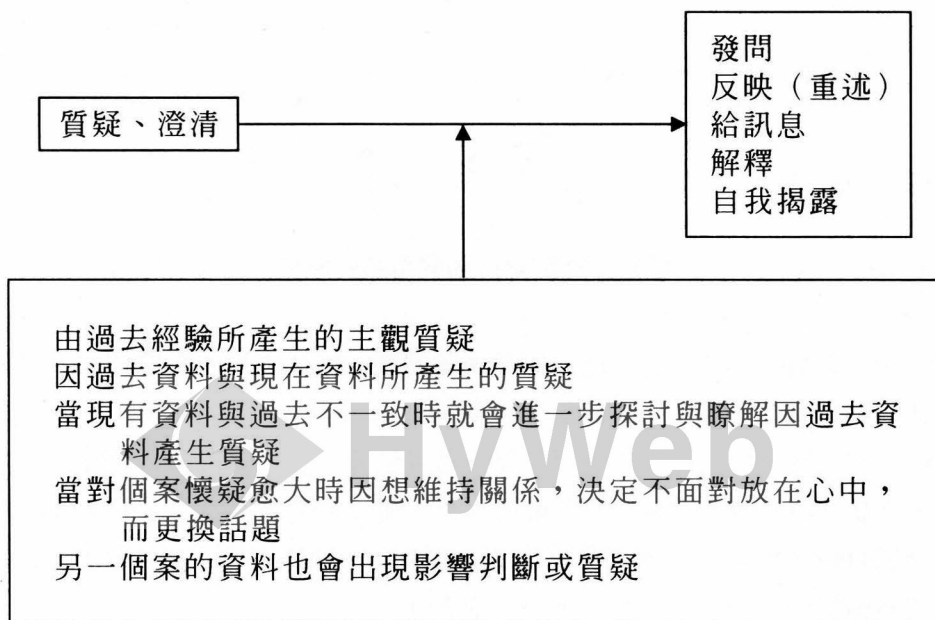 質疑、澄清
發問
反映（重述）
給訊息
解釋
自我揭露
由過去經驗所產生的主觀質疑
因過去資料與現在資料所產生的質疑
當現有資料與過去不一致時就會進一步探討與瞭解因過去資
料產生質疑
當對個案懷疑愈大時因想維持關係，決定不面對放在心中，
而更換話題
另一個案的資料也會出現影響判斷或質疑
HyWeb